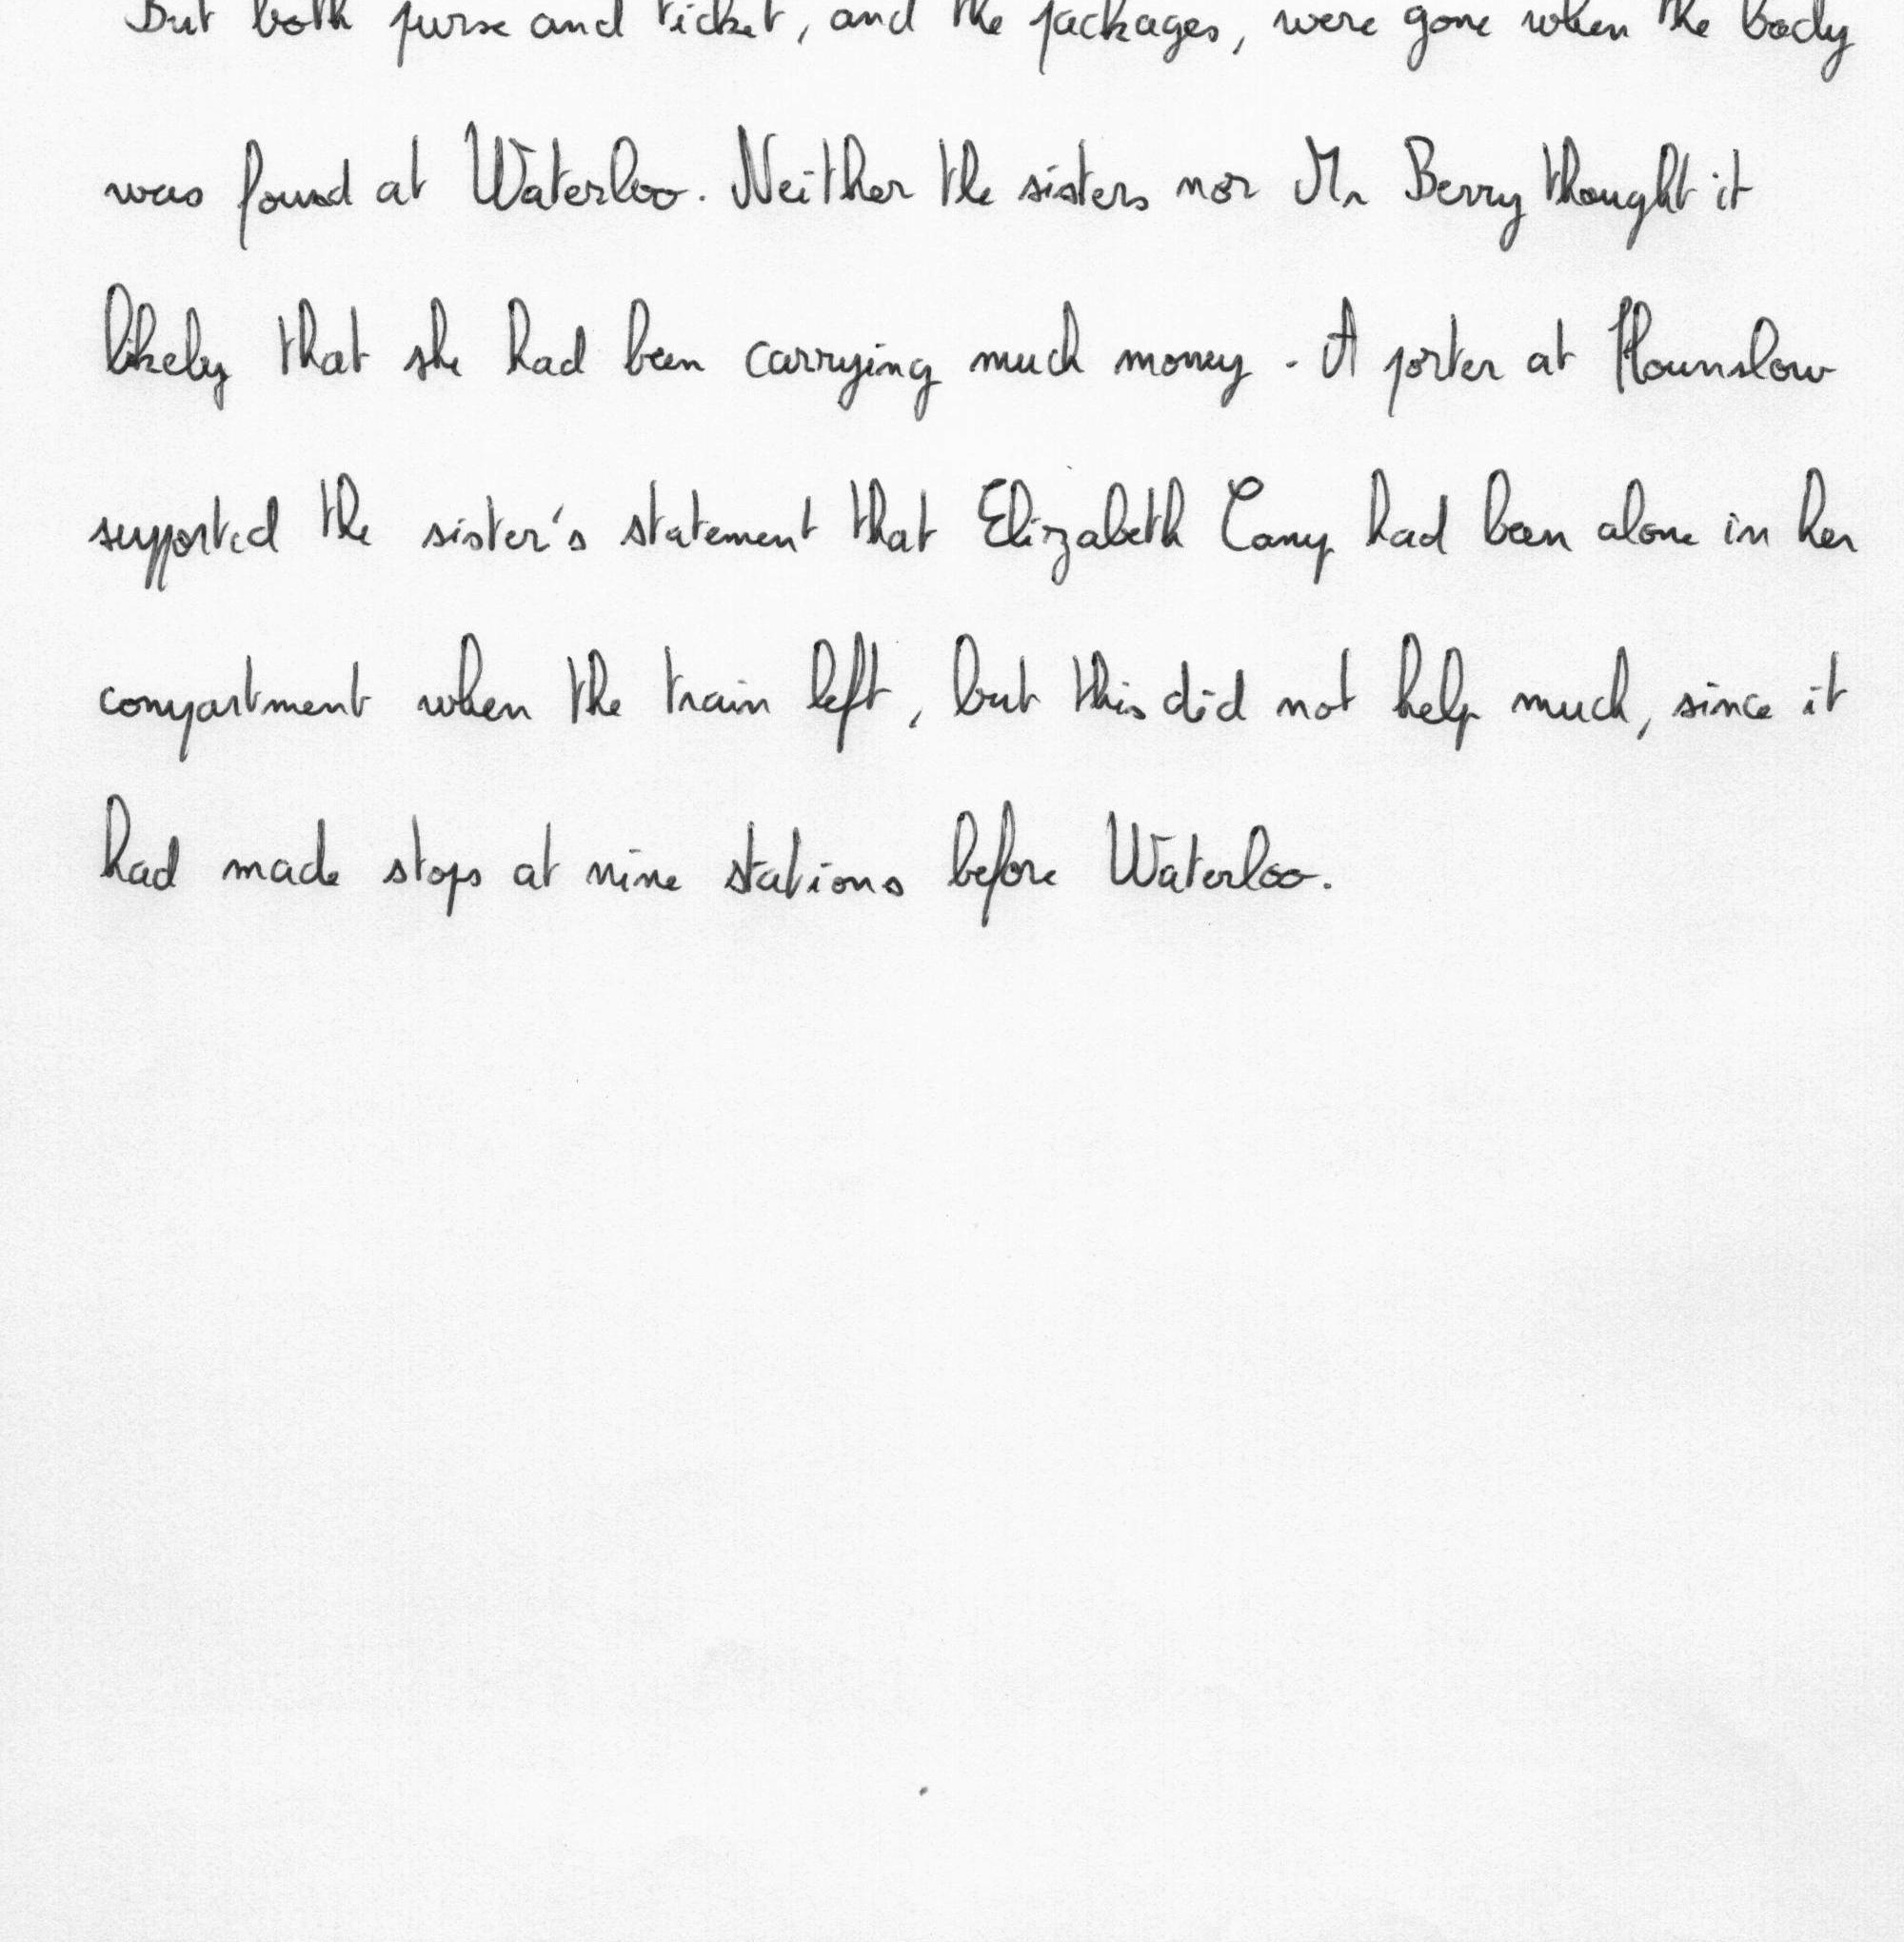 But both purse and ticket, and the packages, were gone when the body
was found at Waterloo. Neither the sisters nor Mr Berry thought it
likely that she had been carrying much money. A porter at Hounslow
supported the sister's statement that Elizabeth Camp had been alone in her
compartment when the train left, but this did not help much, since it
had made stops at nine stations before Waterloo.